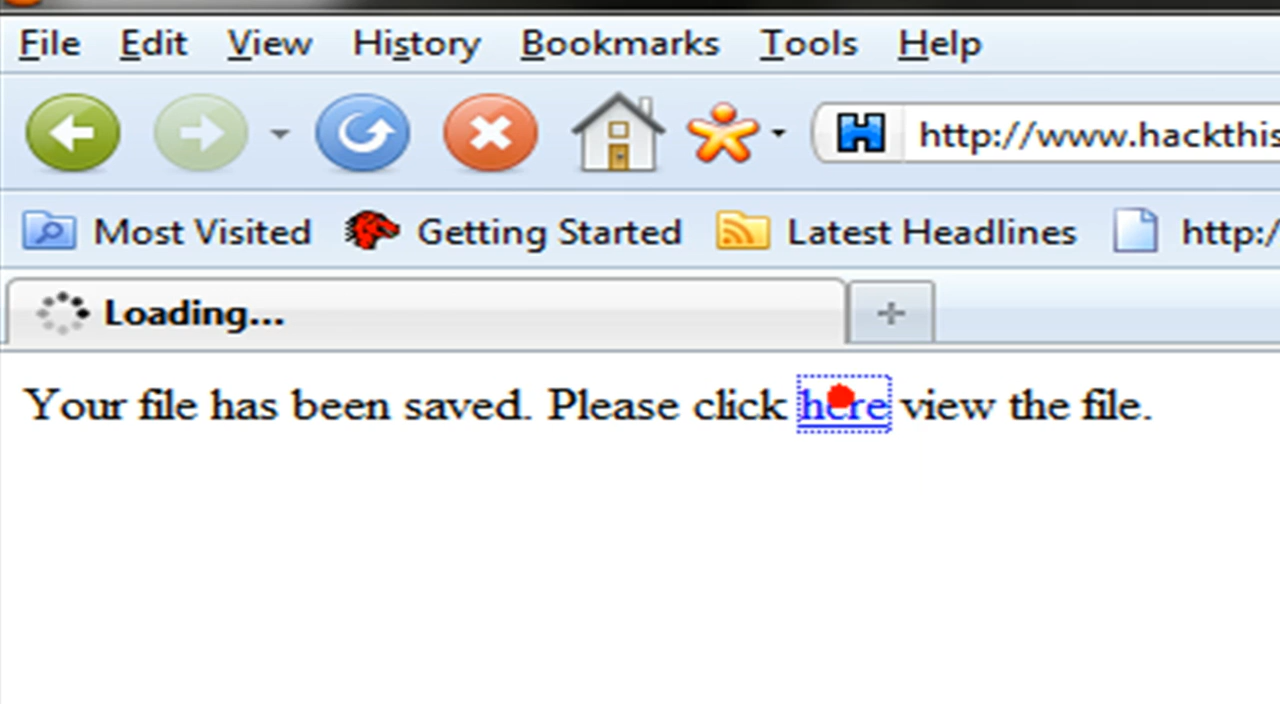 File Edit View History Bookmarks Tools Help
http://www.hackthis
Most Visited Getting Started Latest Headlines http:/
Loading...
Your file has been saved. Please click here view the file.